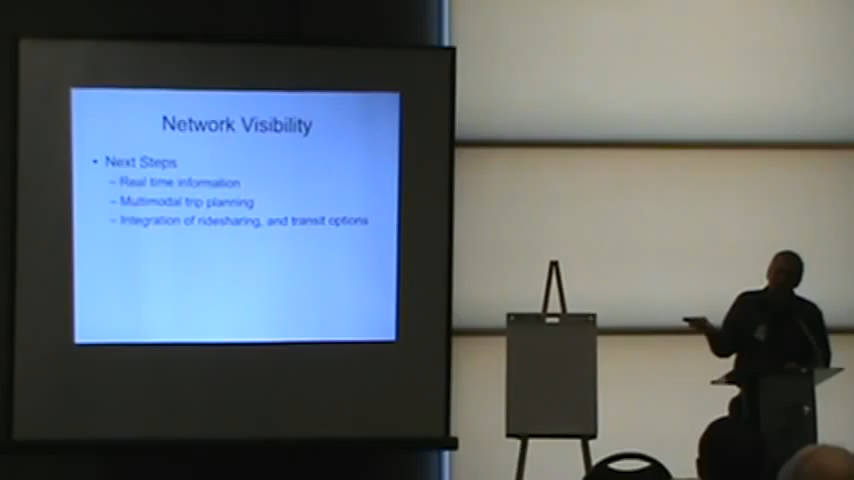 Network Visibility
• Next Steps
– Real time information
– Multimodal trip planning
– Integration of ridesharing, and transit options